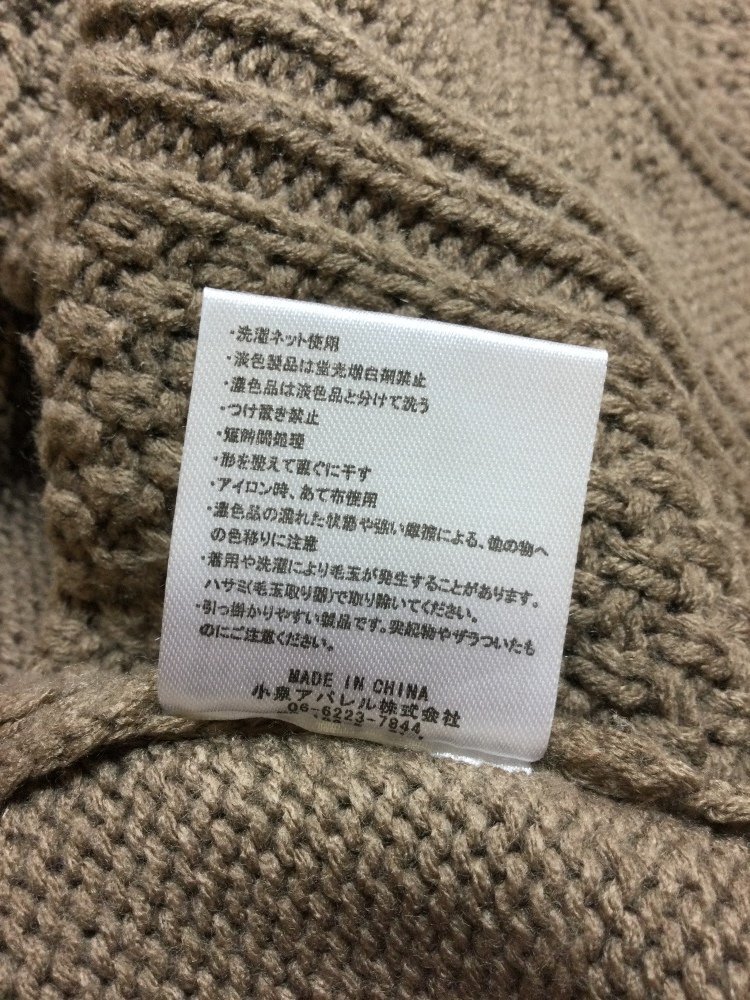 ・洗濯ネット使用
・淡色製品は蛍光増白剤禁止
・濃色品は淡色品と分けて洗う
・つけ置き禁止
・短時間処理
・形を整えて直ぐに干す
・アイロン時、あて布使用
・濃色品の濡れた状態や強い摩擦による、他の物へ
の色移りに注意
・着用や洗濯により毛玉が発生することがあります。
ハサミ(毛玉取り器)で取り除いてください。
・引っ掛かりやすい製品です。突起物やザラついたも
のにご注意ください。
MADE IN CHINA
小泉アパレル株式会社
06-6223-7844